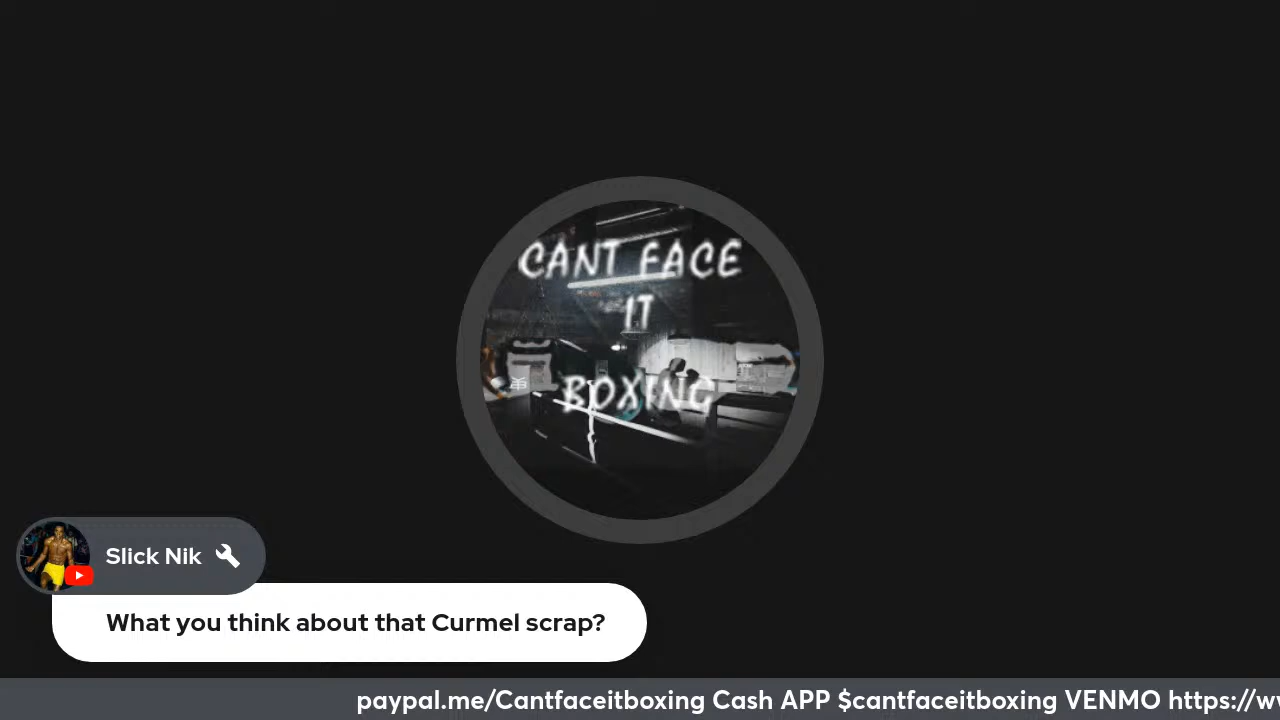 CANT FACE
IT
BOXING
Slick Nik
What you think about that Curmel scrap?
paypal.me/Cantfaceitboxing Cash APP $cantfaceitboxing VENMO https://w